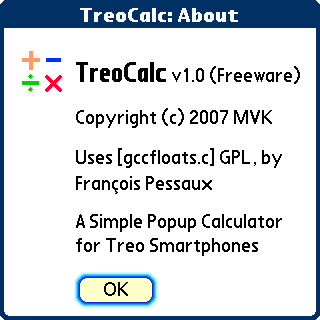 TreoCalc: About
TreoCalc v1.0 (Freeware)
Copyright (c) 2007 MVK
Uses [gccfloats.c] GPL, by
François Pessaux
A Simple Popup Calculator
for Treo Smartphones
OK